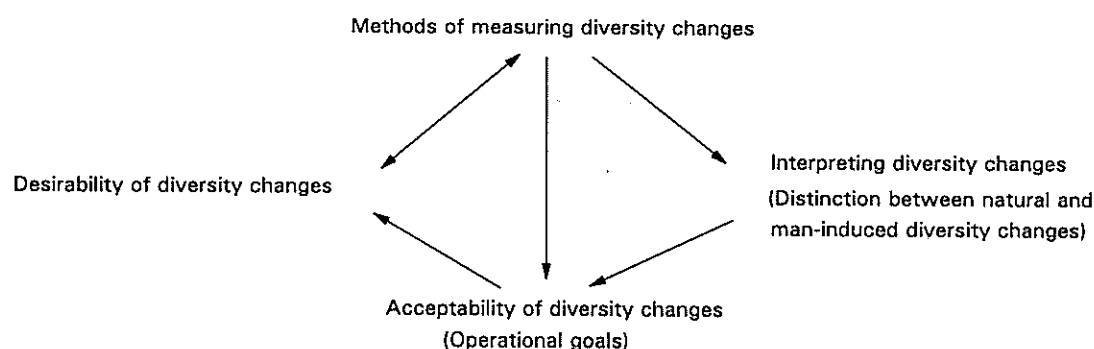 Methods of measuring diversity changes
Desirability of diversity changes
Interpreting diversity changes
(Distinction between natural and
man-induced diversity changes)
Acceptability of diversity changes
(Operational goals)